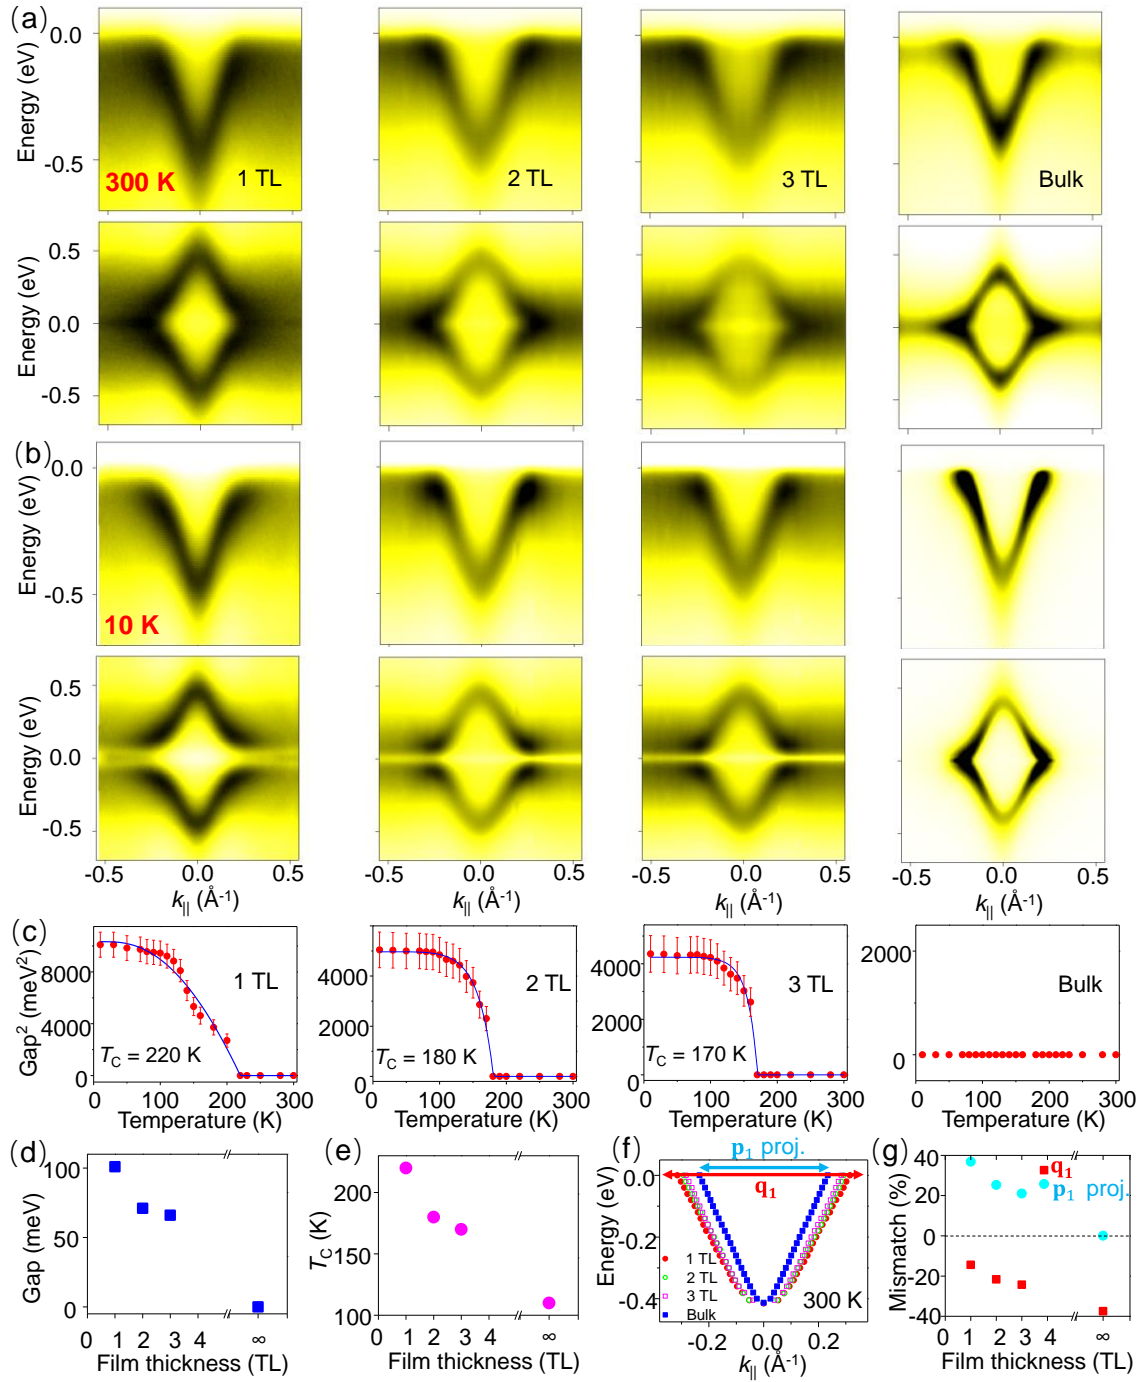 (a)
0.0
-0.5
Energy (eV)
300 K
1 TL
2 TL
3 TL
Bulk
0.5
0.0
-0.5
Energy (eV)
(b)
0.0
-0.5
Energy (eV)
10 K
0.5
0.0
-0.5
Energy (eV)
-0.5 0.0 0.5
k|| (Å-1)
-0.5 0.0 0.5
k|| (Å-1)
-0.5 0.0 0.5
k|| (Å-1)
-0.5 0.0 0.5
k|| (Å-1)
(c)
8000
4000
0
Gap2 (meV2)
1 TL
TC = 220 K
0 100 200 300
Temperature (K)
4000
2000
0
2 TL
TC = 180 K
0 100 200 300
Temperature (K)
4000
2000
0
3 TL
TC = 170 K
0 100 200 300
Temperature (K)
2000
0
Bulk
0 100 200 300
Temperature (K)
(d)
100
50
0
Gap (meV)
1 2 3 4 ∞
Film thickness (TL)
(e)
200
150
100
TC (K)
1 2 3 4 ∞
Film thickness (TL)
(f)
p1 proj.
q1
0.0
-0.2
-0.4
Energy (eV)
1 TL
2 TL
3 TL
Bulk
300 K
-0.2 0.0 0.2
k|| (Å-1)
(g)
40
20
0
-20
-40
Mismatch (%)
q1
p1 proj.
1 2 3 4 ∞
Film thickness (TL)